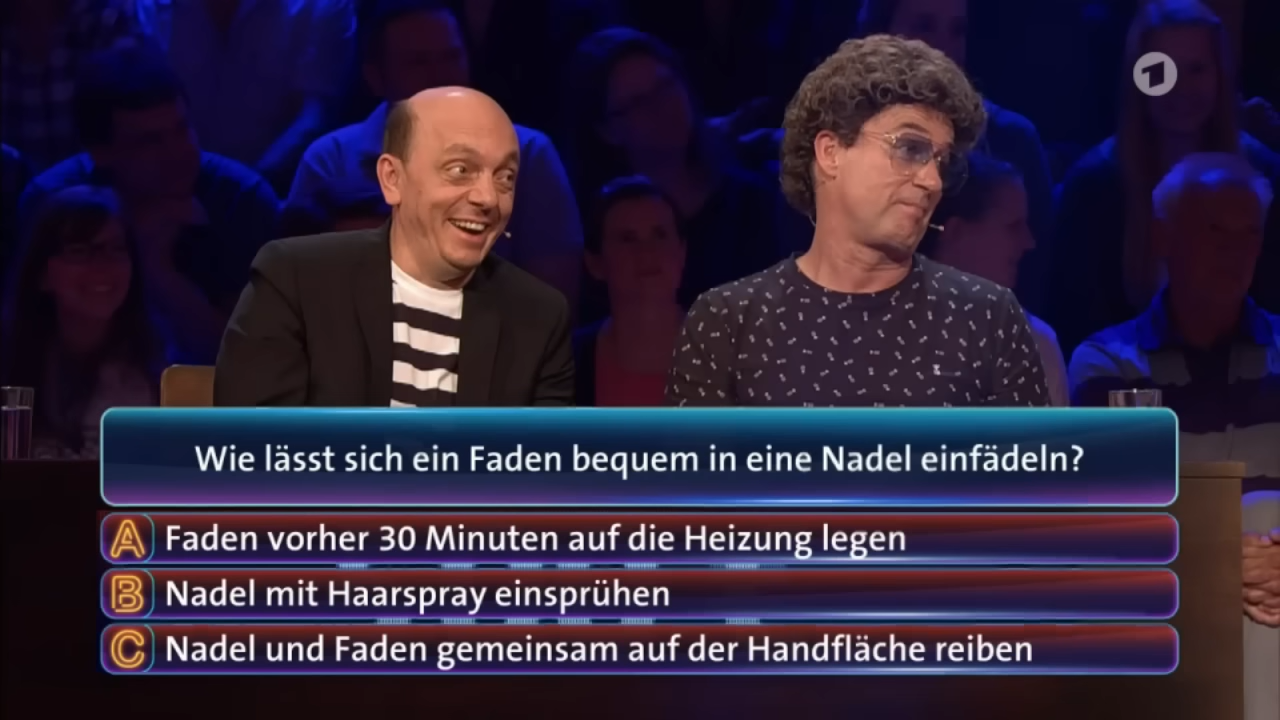 1
Wie lässt sich ein Faden bequem in eine Nadel einfädeln?
A Faden vorher 30 Minuten auf die Heizung legen
B Nadel mit Haarspray einsprühen
C Nadel und Faden gemeinsam auf der Handfläche reiben